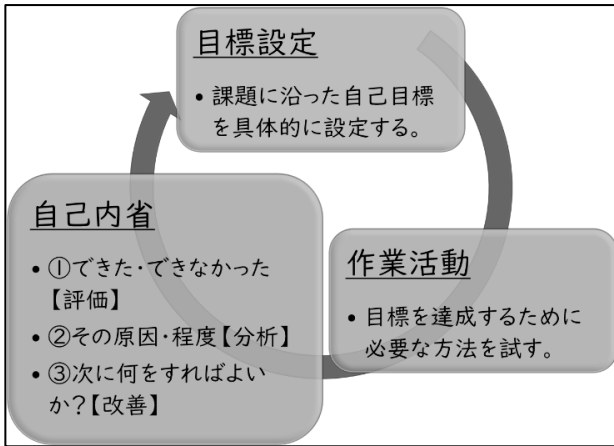 目標設定
• 課題に沿った自己目標
を具体的に設定する。
作業活動
• 目標を達成するために
必要な方法を試す。
自己内省
• ①できた・できなかった
【評価】
• ②その原因・程度【分析】
• ③次に何をすればよい
か?【改善】